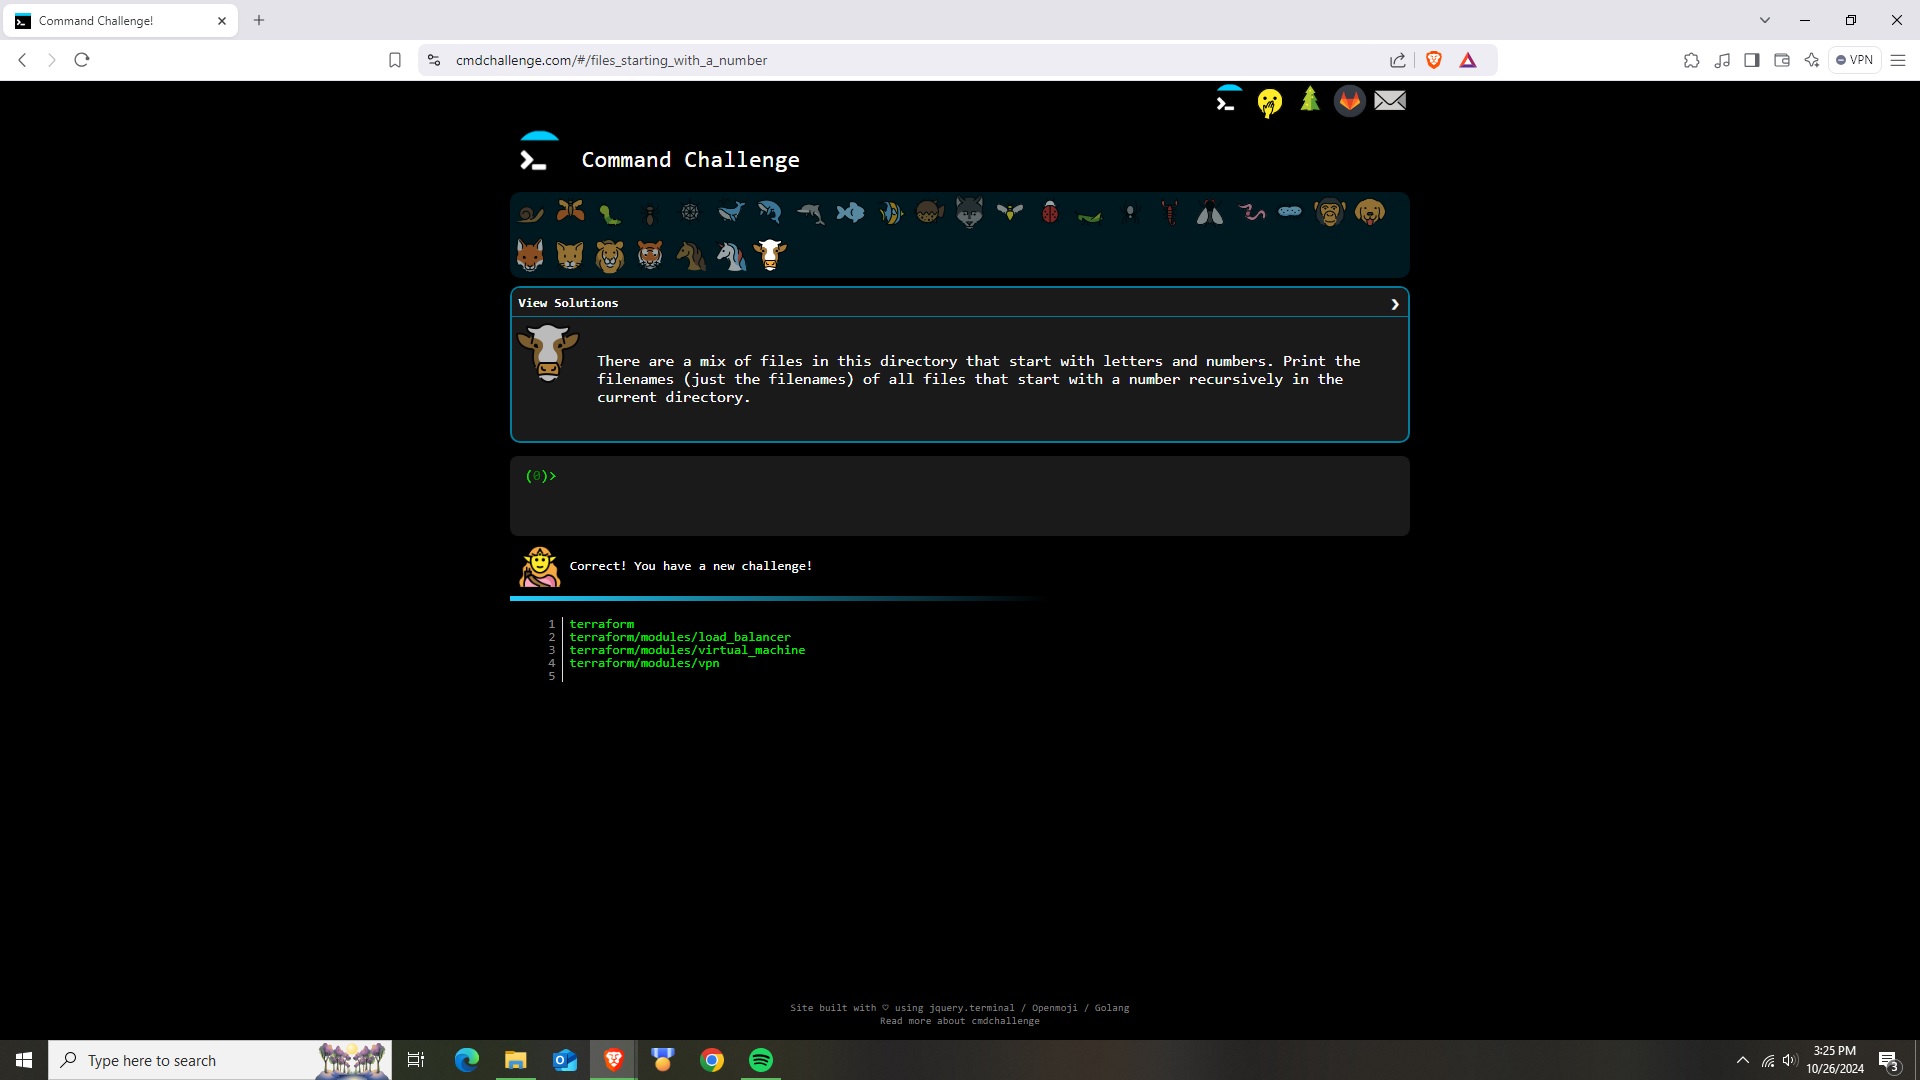 Command Challenge!
cmdchallenge.com/#/files_starting_with_a_number
VPN
Command Challenge
View Solutions
There are a mix of files in this directory that start with letters and numbers. Print the
filenames (just the filenames) of all files that start with a number recursively in the
current directory.
(0)>
Correct! You have a new challenge!
1 terraform
2 terraform/modules/load_balancer
3 terraform/modules/virtual_machine
4 terraform/modules/vpn
5
Site built with ♡ using jquery.terminal / Openmoji / Golang
Read more about cmdchallenge
Type here to search
3:25 PM
10/26/2024
3